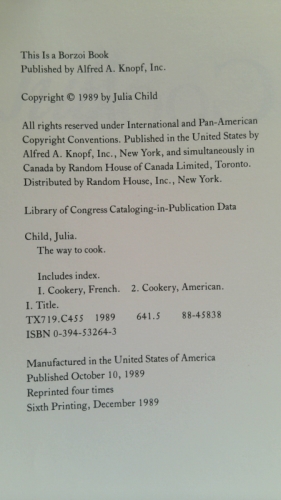 This Is a Borzoi Book
Published by Alfred A. Knopf, Inc.
Copyright © 1989 by Julia Child
All rights reserved under International and Pan-American
Copyright Conventions. Published in the United States by
Alfred A. Knopf, Inc., New York, and simultaneously in
Canada by Random House of Canada Limited, Toronto.
Distributed by Random House, Inc., New York.
Library of Congress Cataloging-in-Publication Data
Child, Julia.
The way to cook.
Includes index.
1. Cookery, French. 2. Cookery, American.
I. Title.
TX719.C455 1989 641.5 88-45838
ISBN 0-394-53264-3
Manufactured in the United States of America
Published October 10, 1989
Reprinted four times
Sixth Printing, December 1989